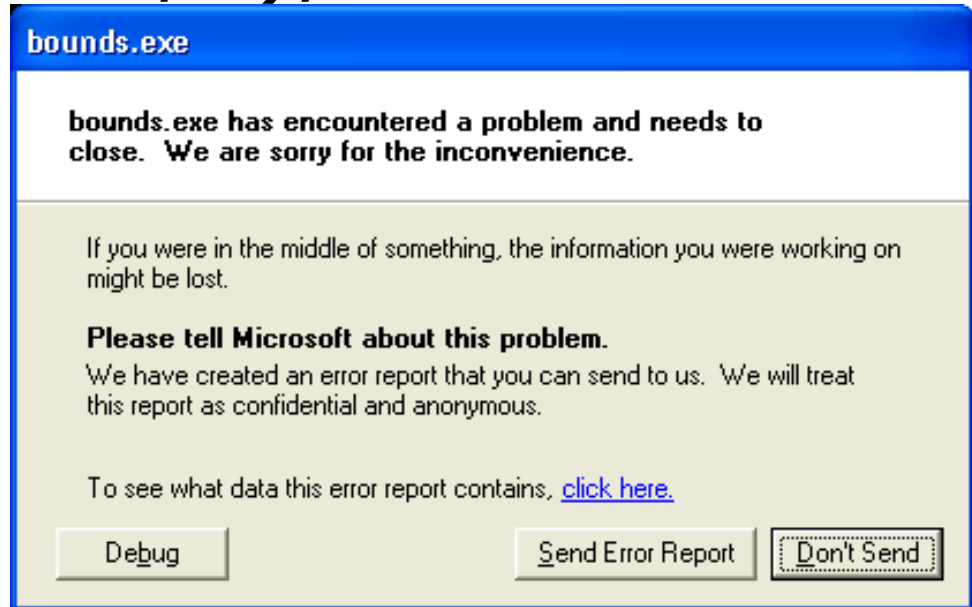 bounds.exe
bounds.exe has encountered a problem and needs to
close.  We are sorry for the inconvenience.
If you were in the middle of something, the information you were working on
might be lost.
Please tell Microsoft about this problem.
We have created an error report that you can send to us.  We will treat
this report as confidential and anonymous.
To see what data this error report contains, click here.
Debug
Send Error Report
Don't Send